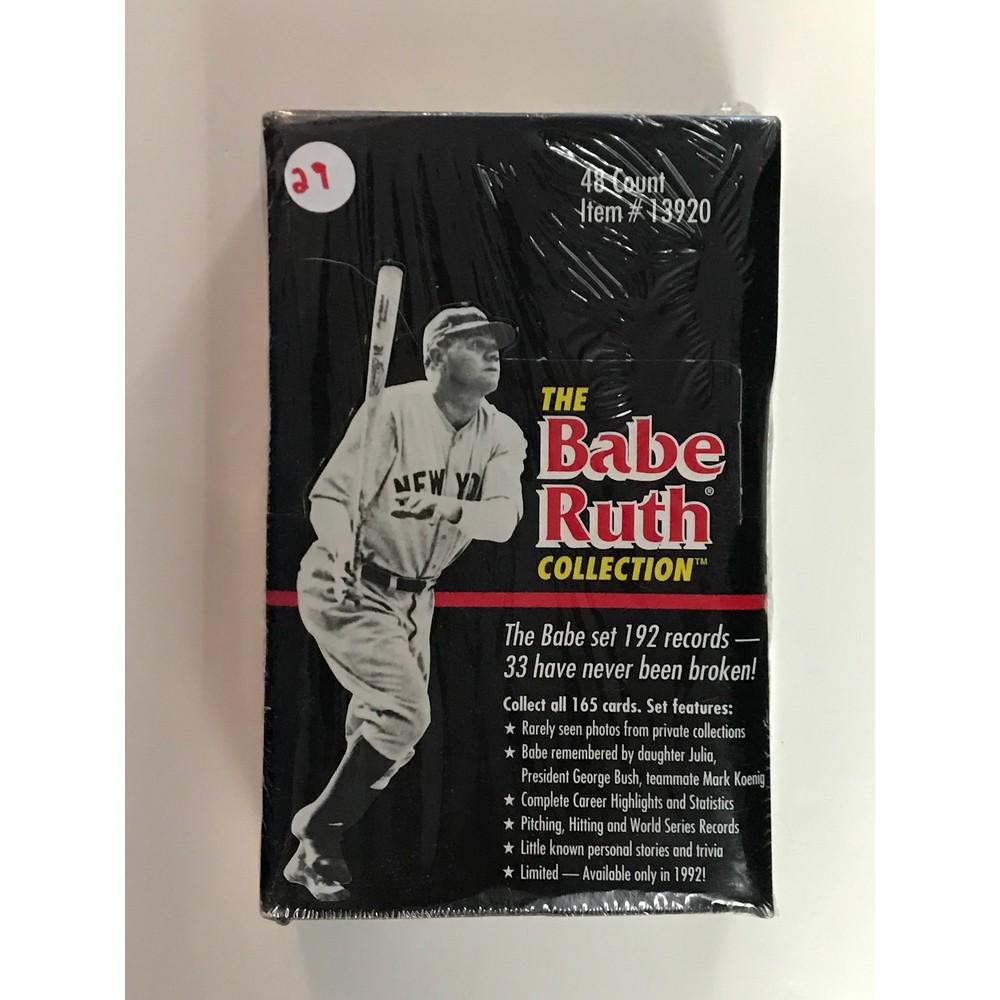 29
48 Count
Item # 13920
THE
Babe
Ruth®
COLLECTION™
NEW YO
The Babe set 192 records —
33 have never been broken!
Collect all 165 cards. Set features:
★ Rarely seen photos from private collections
★ Babe remembered by daughter Julia,
President George Bush, teammate Mark Koenig
★ Complete Career Highlights and Statistics
★ Pitching, Hitting and World Series Records
★ Little known personal stories and trivia
★ Limited — Available only in 1992!